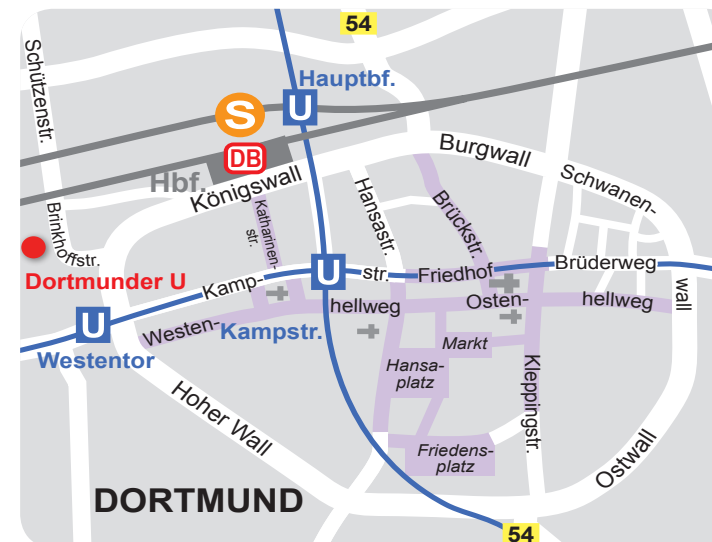 54
Schützenstr.
Hauptbf.
U
S
DB
Hbf.
Burgwall
Königswall
Schwanen-
wall
Katharinen-
str.
Hansastr.
Brückstr.
Brinkhoffstr.
Dortmunder U
Kamp-
U
str.
Friedhof
Brüderweg
U
Westentor
Westen-
hellweg
Kampstr.
Osten-
hellweg
Markt
Hansa-
platz
Kleppingstr.
Hoher Wall
Friedens-
platz
Ostwall
DORTMUND
54